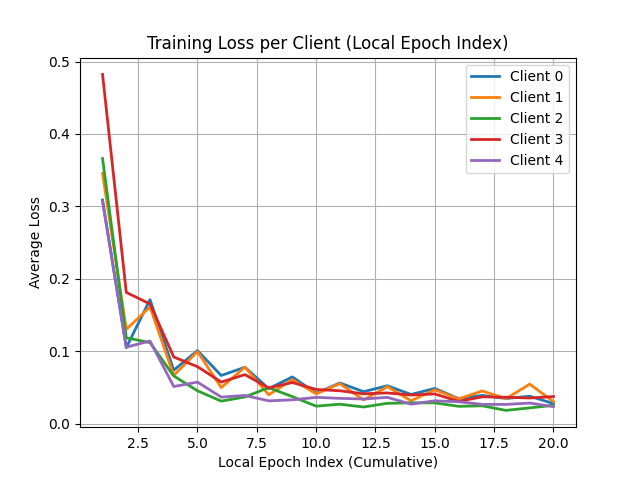 Training Loss per Client (Local Epoch Index)
Client 0
Client 1
Client 2
Client 3
Client 4
Average Loss
0.5
0.4
0.3
0.2
0.1
0.0
2.5 5.0 7.5 10.0 12.5 15.0 17.5 20.0
Local Epoch Index (Cumulative)